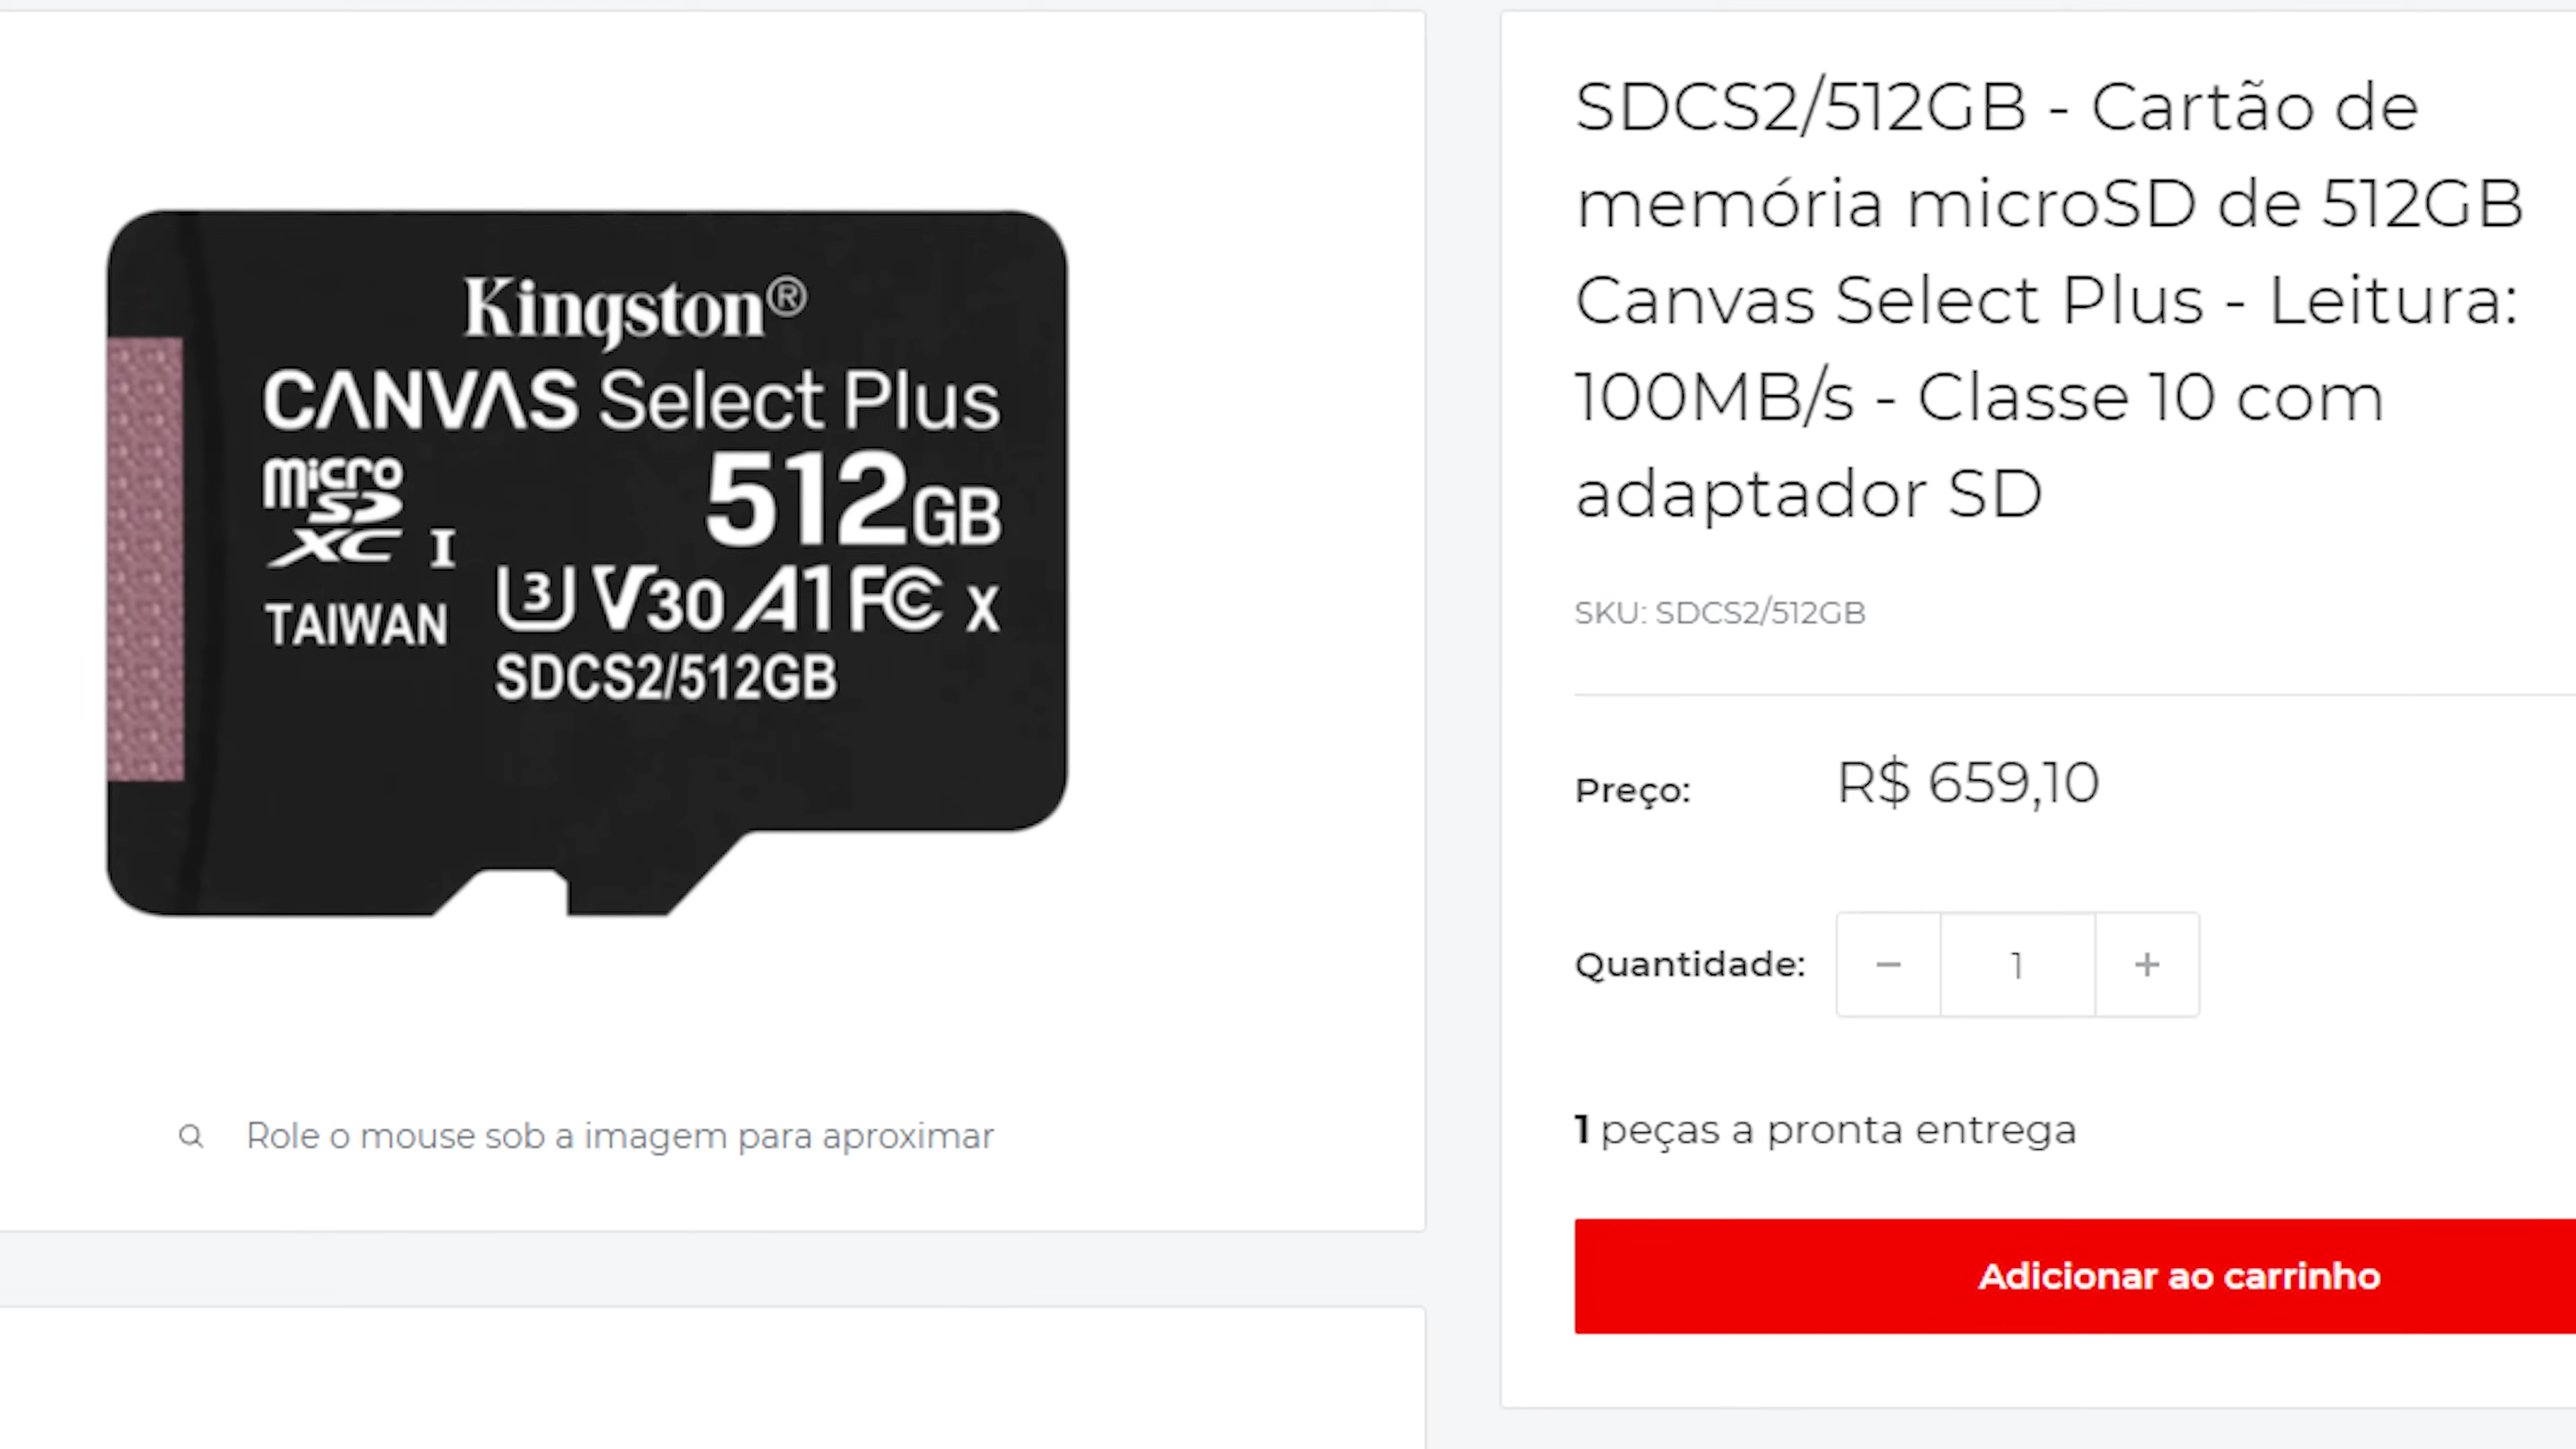 Kingston®
CANVAS Select Plus
micro SD XC I
512GB
U3 V30 A1 FC X
TAIWAN
SDCS2/512GB
Role o mouse sob a imagem para aproximar
SDCS2/512GB - Cartão de
memória microSD de 512GB
Canvas Select Plus - Leitura:
100MB/s - Classe 10 com
adaptador SD
SKU: SDCS2/512GB
Preço: R$ 659,10
Quantidade: − 1 +
1 peças a pronta entrega
Adicionar ao carrinho